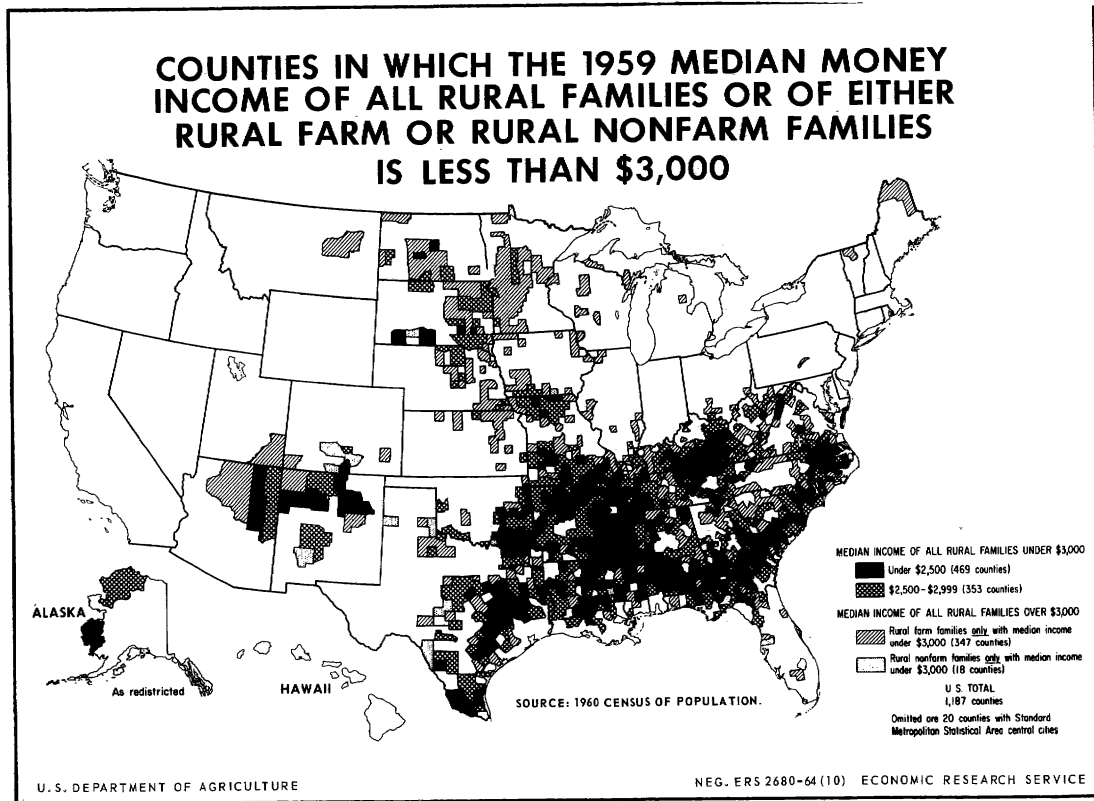 COUNTIES IN WHICH THE 1959 MEDIAN MONEY
INCOME OF ALL RURAL FAMILIES OR OF EITHER
RURAL FARM OR RURAL NONFARM FAMILIES
IS LESS THAN $3,000
MEDIAN INCOME OF ALL RURAL FAMILIES UNDER $3,000
Under $2,500 (469 counties)
$2,500-$2,999 (353 counties)
MEDIAN INCOME OF ALL RURAL FAMILIES OVER $3,000
Rural farm families only with median income
under $3,000 (347 counties)
Rural nonfarm families only with median income
under $3,000 (18 counties)
U.S. TOTAL
1,187 counties
Omitted are 20 counties with Standard
Metropolitan Statistical Area central cities
ALASKA
As redistricted
HAWAII
SOURCE: 1960 CENSUS OF POPULATION.
U.S. DEPARTMENT OF AGRICULTURE
NEG. ERS 2680-64 (10) ECONOMIC RESEARCH SERVICE